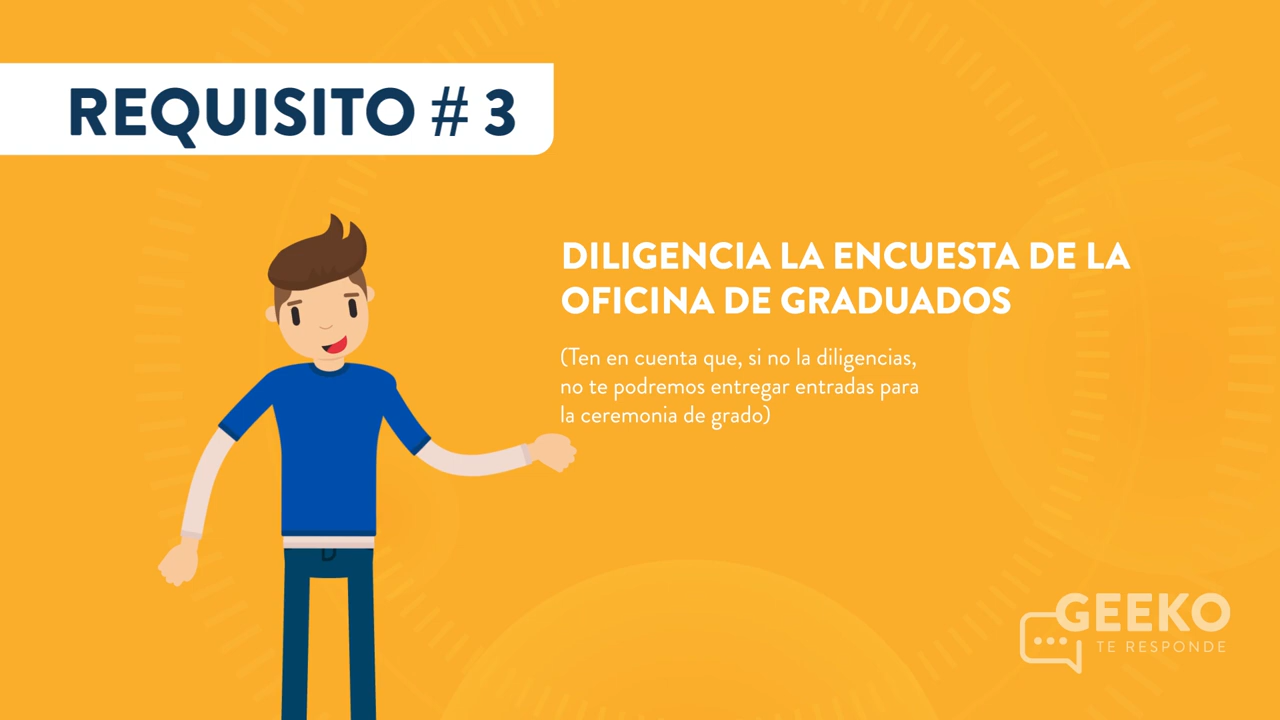 REQUISITO # 3
DILIGENCIA LA ENCUESTA DE LA
OFICINA DE GRADUADOS
(Ten en cuenta que, si no la diligencias,
no te podremos entregar entradas para
la ceremonia de grado)
GEEKO
TE RESPONDE